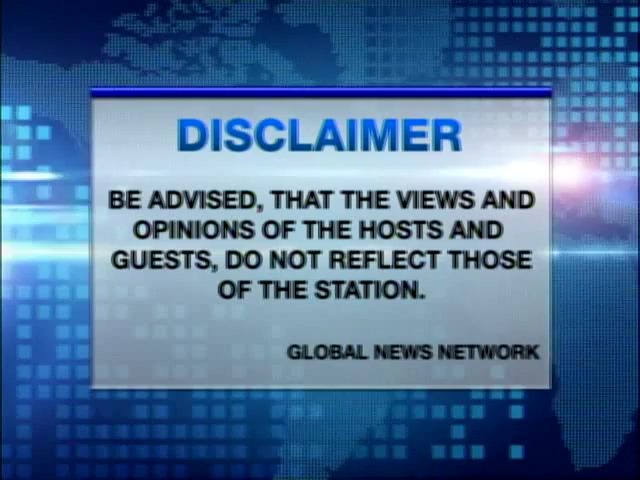 DISCLAIMER
BE ADVISED, THAT THE VIEWS AND
OPINIONS OF THE HOSTS AND
GUESTS, DO NOT REFLECT THOSE
OF THE STATION.
GLOBAL NEWS NETWORK